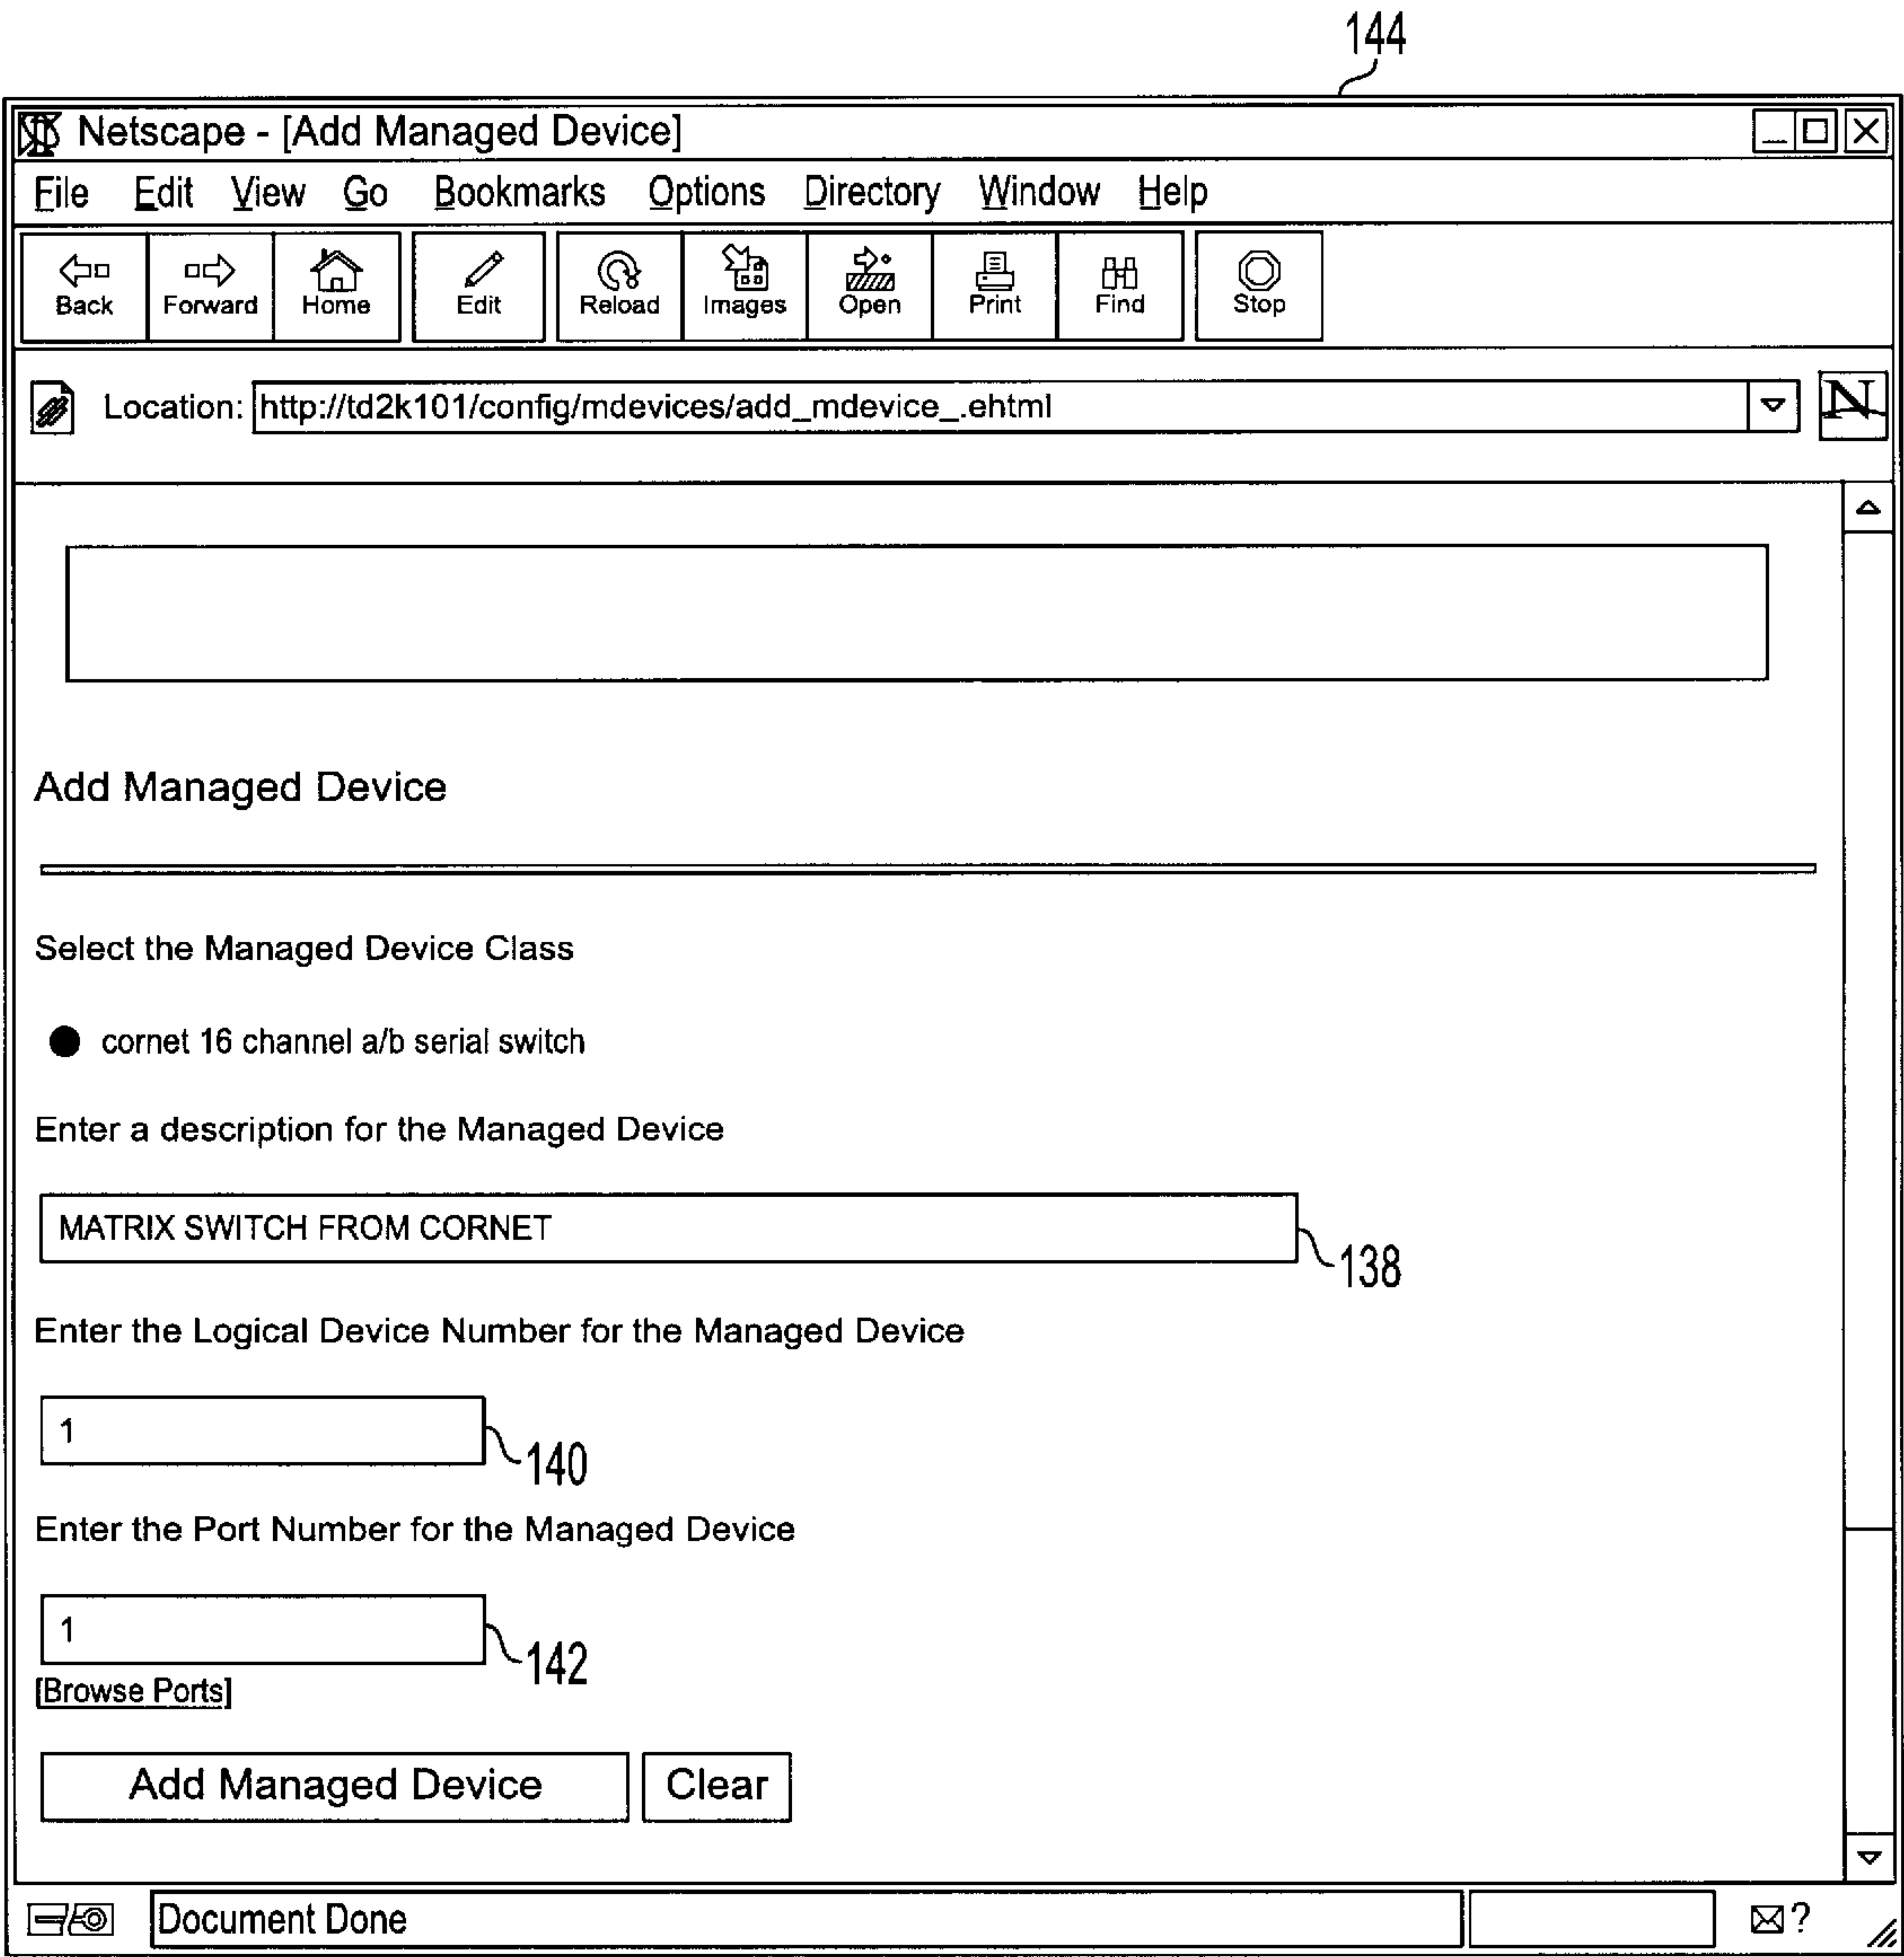 144
Netscape - [Add Managed Device]
File Edit View Go Bookmarks Options Directory Window Help
Back Forward Home Edit Reload Images Open Print Find Stop
Location: http://td2k101/config/mdevices/add_mdevice_.ehtml
N
Add Managed Device
Select the Managed Device Class
cornet 16 channel a/b serial switch
Enter a description for the Managed Device
MATRIX SWITCH FROM CORNET
138
Enter the Logical Device Number for the Managed Device
1
140
Enter the Port Number for the Managed Device
1
142
[Browse Ports]
Add Managed Device Clear
Document Done ?